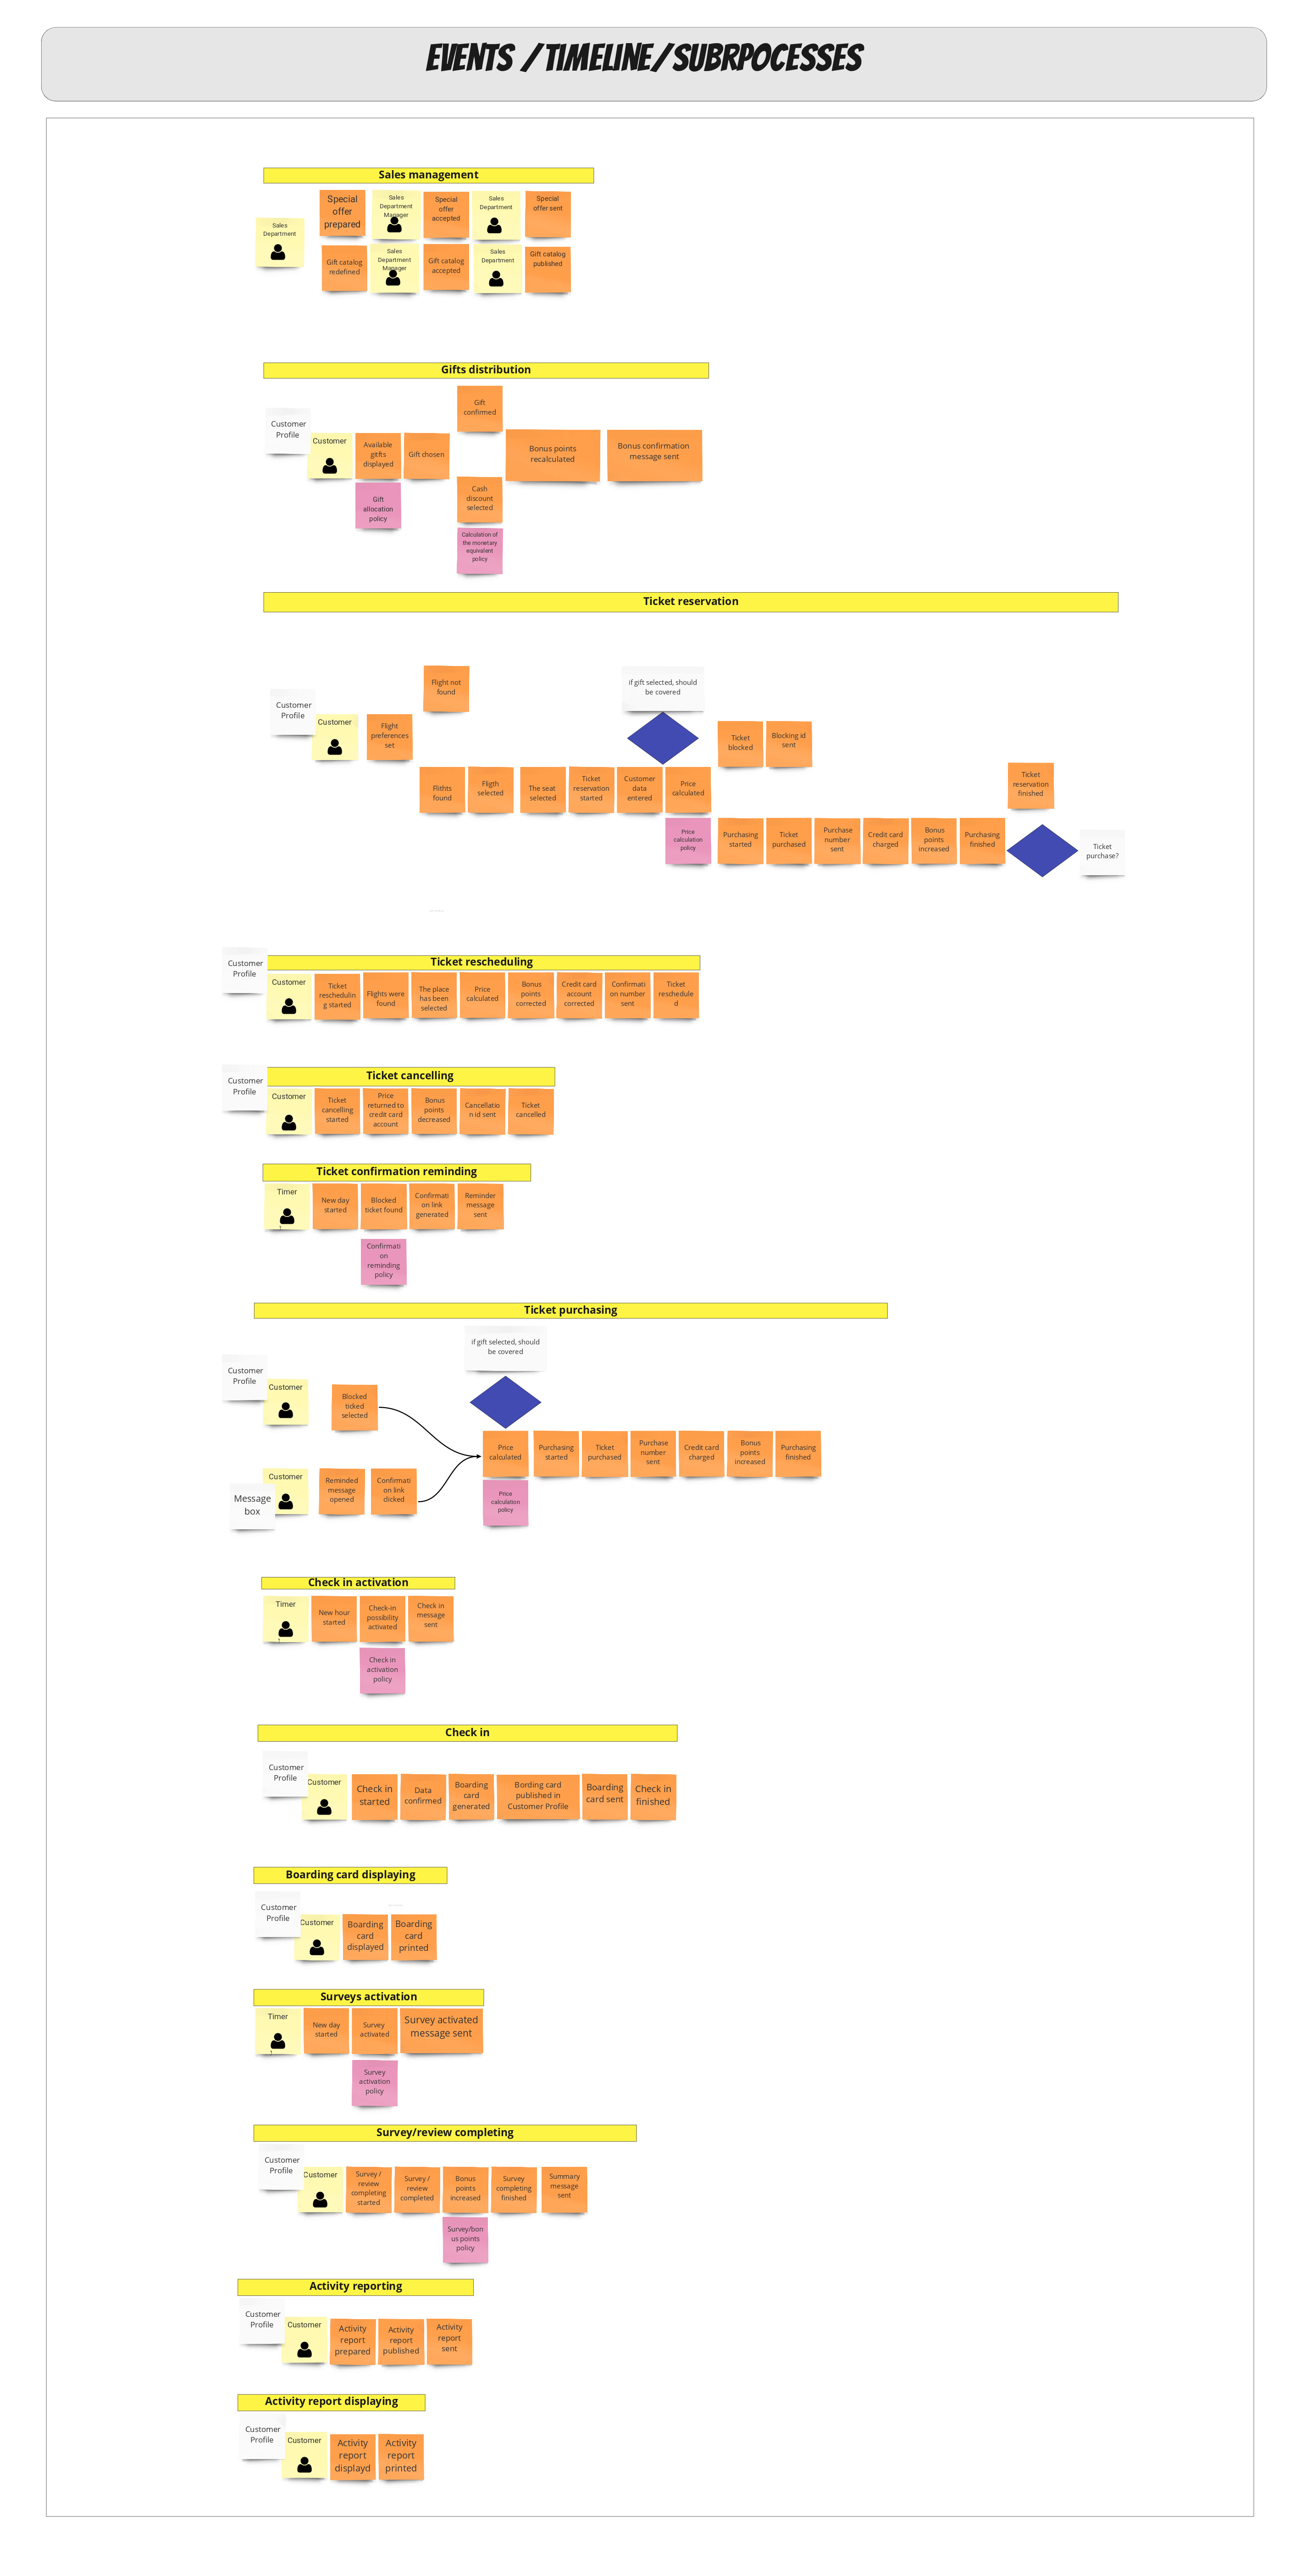 EVENTS /TIMELINE/SUBRPOCESSES
Sales management
Sales
Department
Special
offer
prepared
Sales
Department
Manager
Special
offer
accepted
Sales
Department
Special
offer sent
Gift catalog
redefined
Sales
Department
Manager
Gift catalog
accepted
Sales
Department
Gift catalog
published
Gifts distribution
Customer
Profile
Customer
Available
gitfts
displayed
Gift chosen
Gift
allocation
policy
Gift
confirmed
Cash
discount
selected
Calculation of
the monetary
equivalent
policy
Bonus points
recalculated
Bonus confirmation
message sent
Ticket reservation
Customer
Profile
Customer
Flight
preferences
set
Flight not
found
Flithts
found
Fligth
selected
The seat
selected
Ticket
reservation
started
Customer
data
entered
if gift selected, should
be covered
Price
calculated
Price
calculation
policy
Ticket
blocked
Blocking id
sent
Purchasing
started
Ticket
purchased
Purchase
number
sent
Credit card
charged
Bonus
points
increased
Purchasing
finished
Ticket
reservation
finished
Ticket
purchase?
Ticket rescheduling
Customer
Profile
Customer
Ticket
reschedulin
g started
Flights were
found
The place
has been
selected
Price
calculated
Bonus
points
corrected
Credit card
account
corrected
Confirmati
on number
sent
Ticket
reschedule
d
Ticket cancelling
Customer
Profile
Customer
Ticket
cancelling
started
Price
returned to
credit card
account
Bonus
points
decreased
Cancellatio
n id sent
Ticket
cancelled
Ticket confirmation reminding
Timer
New day
started
Blocked
ticket found
Confirmati
on link
generated
Reminder
message
sent
Confirmati
on
reminding
policy
Ticket purchasing
if gift selected, should
be covered
Customer
Profile
Customer
Blocked
ticked
selected
Customer
Message
box
Reminded
message
opened
Confirmati
on link
clicked
Price
calculated
Price
calculation
policy
Purchasing
started
Ticket
purchased
Purchase
number
sent
Credit card
charged
Bonus
points
increased
Purchasing
finished
Check in activation
Timer
New hour
started
Check-in
possibility
activated
Check in
message
sent
Check in
activation
policy
Check in
Customer
Profile
Customer
Check in
started
Data
confirmed
Boarding
card
generated
Bording card
published in
Customer Profile
Boarding
card sent
Check in
finished
Boarding card displaying
Customer
Profile
Customer
Boarding
card
displayed
Boarding
card
printed
Surveys activation
Timer
New day
started
Survey
activated
Survey activated
message sent
Survey
activation
policy
Survey/review completing
Customer
Profile
Customer
Survey /
review
completing
started
Survey /
review
completed
Bonus
points
increased
Survey
completing
finished
Summary
message
sent
Survey/bon
us points
policy
Activity reporting
Customer
Profile
Customer
Activity
report
prepared
Activity
report
published
Activity
report
sent
Activity report displaying
Customer
Profile
Customer
Activity
report
displayd
Activity
report
printed